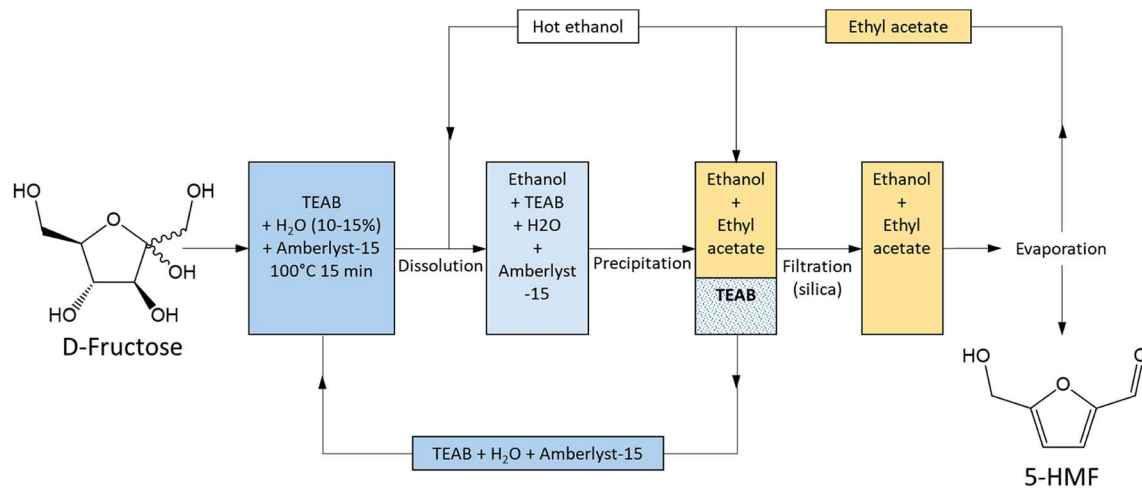 Hot ethanol
Ethyl acetate
HO
OH
O
OH
HO
OH
D-Fructose
TEAB
+ H₂O (10-15%)
+ Amberlyst-15
100°C 15 min
Dissolution
Ethanol
+ TEAB
+ H2O
+
Amberlyst
-15
Precipitation
Ethanol
+
Ethyl
acetate
TEAB
Filtration
(silica)
Ethanol
+
Ethyl
acetate
Evaporation
TEAB + H₂O + Amberlyst-15
HO
O
O
5-HMF